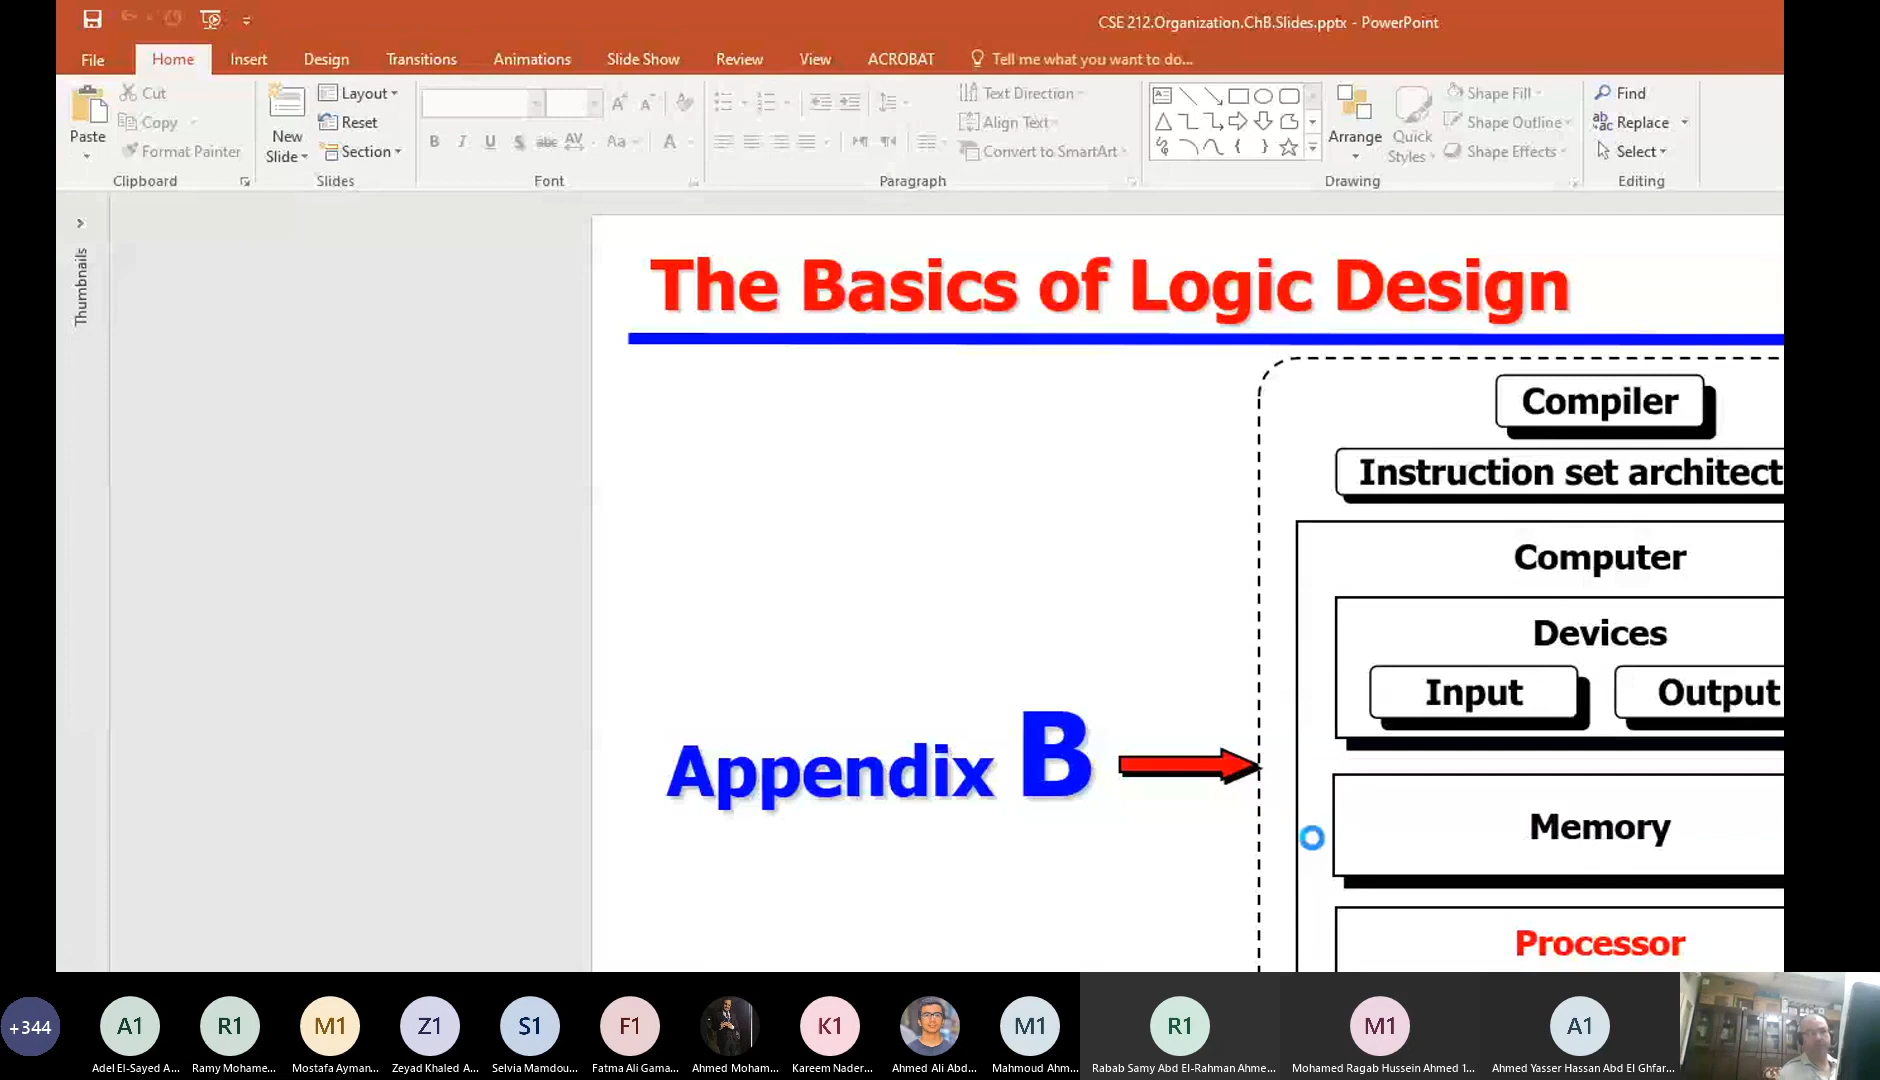 CSE 212.Organization.ChB.Slides.pptx - PowerPoint
File Home Insert Design Transitions Animations Slide Show Review View ACROBAT Tell me what you want to do...
Paste
Cut
Copy
Format Painter
Clipboard
New Slide
Layout
Reset
Section
Slides
B I U S abc AV Aa A
Font
Text Direction
Align Text
Convert to SmartArt
Paragraph
Arrange
Quick Styles
Shape Fill
Shape Outline
Shape Effects
Drawing
Find
Replace
Select
Editing
Thumbnails
The Basics of Logic Design
Compiler
Instruction set architect
Computer
Devices
Input Output
Appendix B
Memory
Processor
+344 A1 R1 M1 Z1 S1 F1 K1 M1 R1 M1 A1
Adel El-Sayed A... Ramy Mohame... Mostafa Ayman... Zeyad Khaled A... Selvia Mamdou... Fatma Ali Gama... Ahmed Moham... Kareem Nader... Ahmed Ali Abd... Mahmoud Ahm... Rabab Samy Abd El-Rahman Ahme... Mohamed Ragab Hussein Ahmed 1... Ahmed Yasser Hassan Abd El Ghfar...